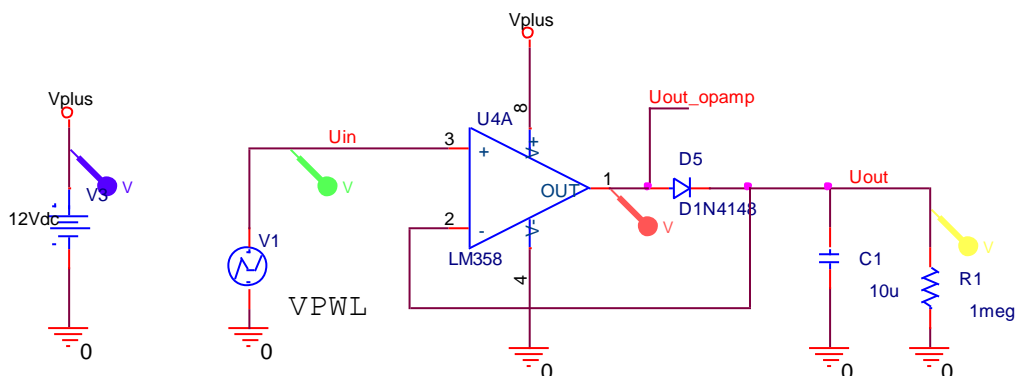 Vplus
Vplus
8
U4A
V+
Uout_opamp
Uin
3
+
D5
V
V
V3
OUT
1
Uout
12Vdc
D1N4148
2
-
V-
V
V
V1
LM358
4
C1
10u
R1
1meg
VPWL
0
0
0
0
0